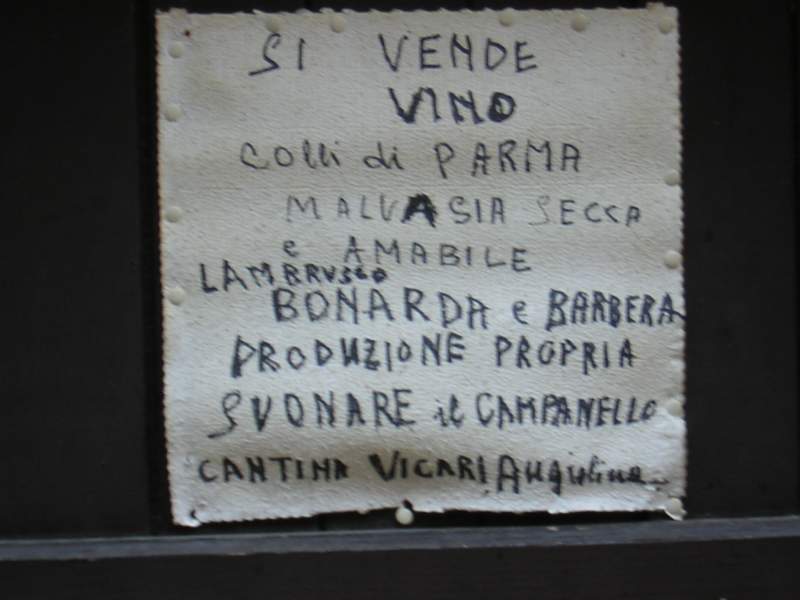 SI VENDE
VINO
Colli di PARMA
MALVASIA SECCA
e AMABILE
LAMBRUSCO
BONARDA e BARBERA
PRODUZIONE PROPRIA
SUONARE il CAMPANELLO
CANTINA VICARI